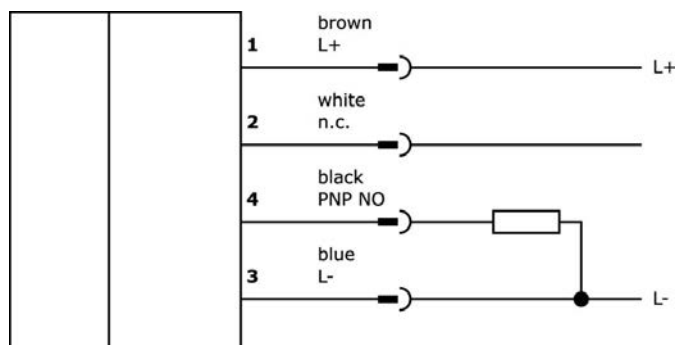 brown
1 L+
L+
white
2 n.c.
black
4 PNP NO
blue
3 L-
L-